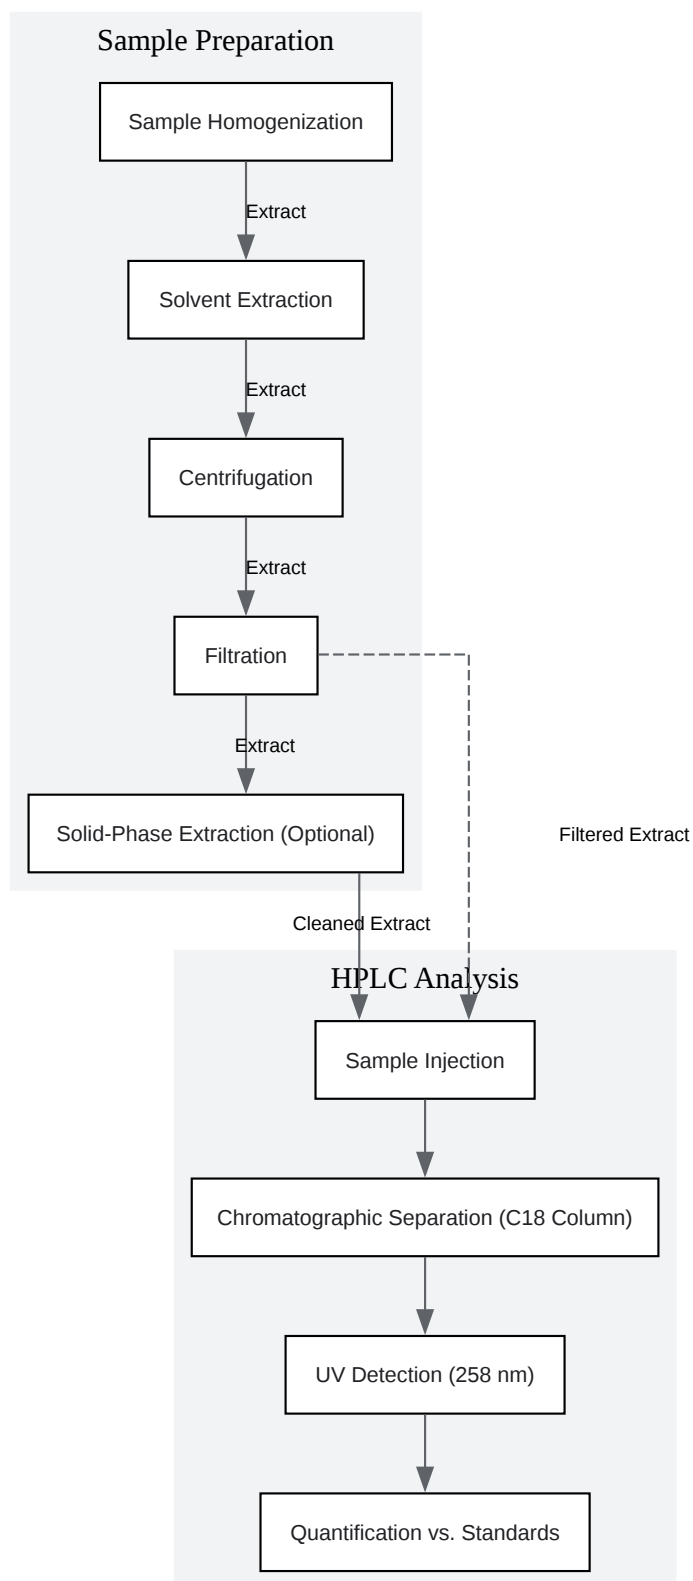 Sample Preparation
Sample Homogenization
Extract
Solvent Extraction
Extract
Centrifugation
Extract
Filtration
Extract
Solid-Phase Extraction (Optional)
Filtered Extract
Cleaned Extract
HPLC Analysis
Sample Injection
Chromatographic Separation (C18 Column)
UV Detection (258 nm)
Quantification vs. Standards